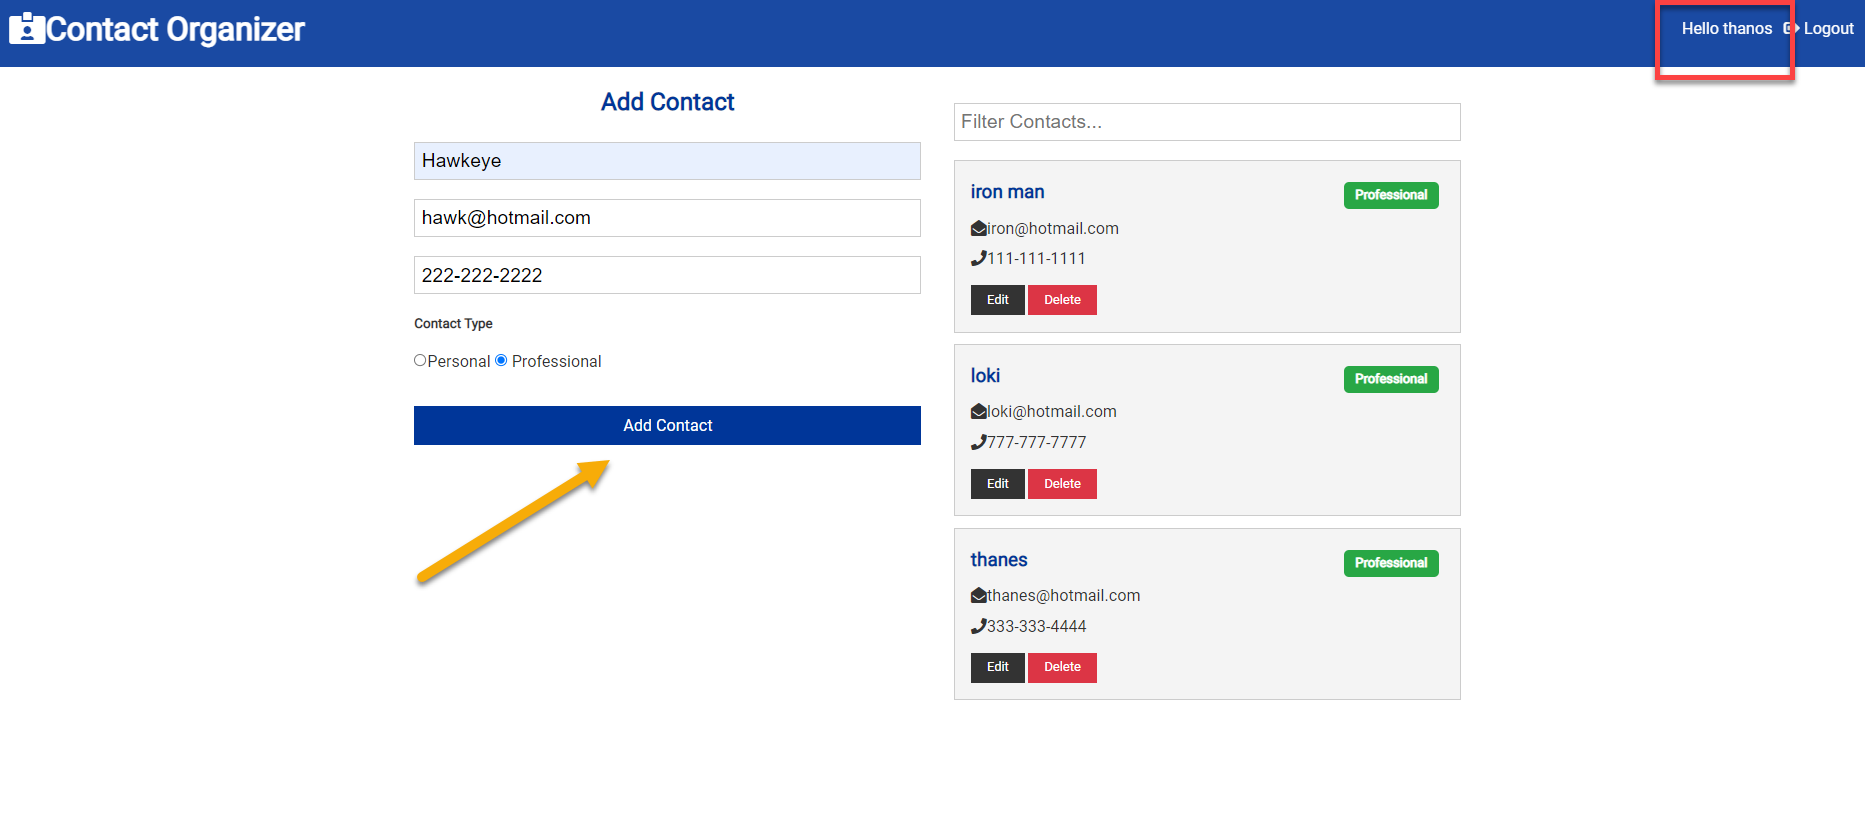 Contact Organizer
Hello thanos Logout
Add Contact
Hawkeye
hawk@hotmail.com
222-222-2222
Contact Type
Personal Professional
Add Contact
Filter Contacts...
iron man Professional
iron@hotmail.com
111-111-1111
Edit Delete
loki Professional
loki@hotmail.com
777-777-7777
Edit Delete
thanes Professional
thanes@hotmail.com
333-333-4444
Edit Delete